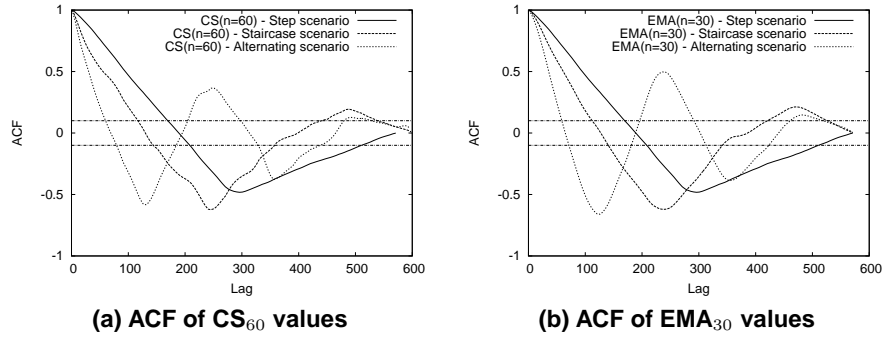 CS(n=60) - Step scenario
CS(n=60) - Staircase scenario
CS(n=60) - Alternating scenario
1
0.5
0
-0.5
-1
ACF
0 100 200 300 400 500 600
Lag
(a) ACF of CS₆₀ values
EMA(n=30) - Step scenario
EMA(n=30) - Staircase scenario
EMA(n=30) - Alternating scenario
1
0.5
0
-0.5
-1
ACF
0 100 200 300 400 500 600
Lag
(b) ACF of EMA₃₀ values